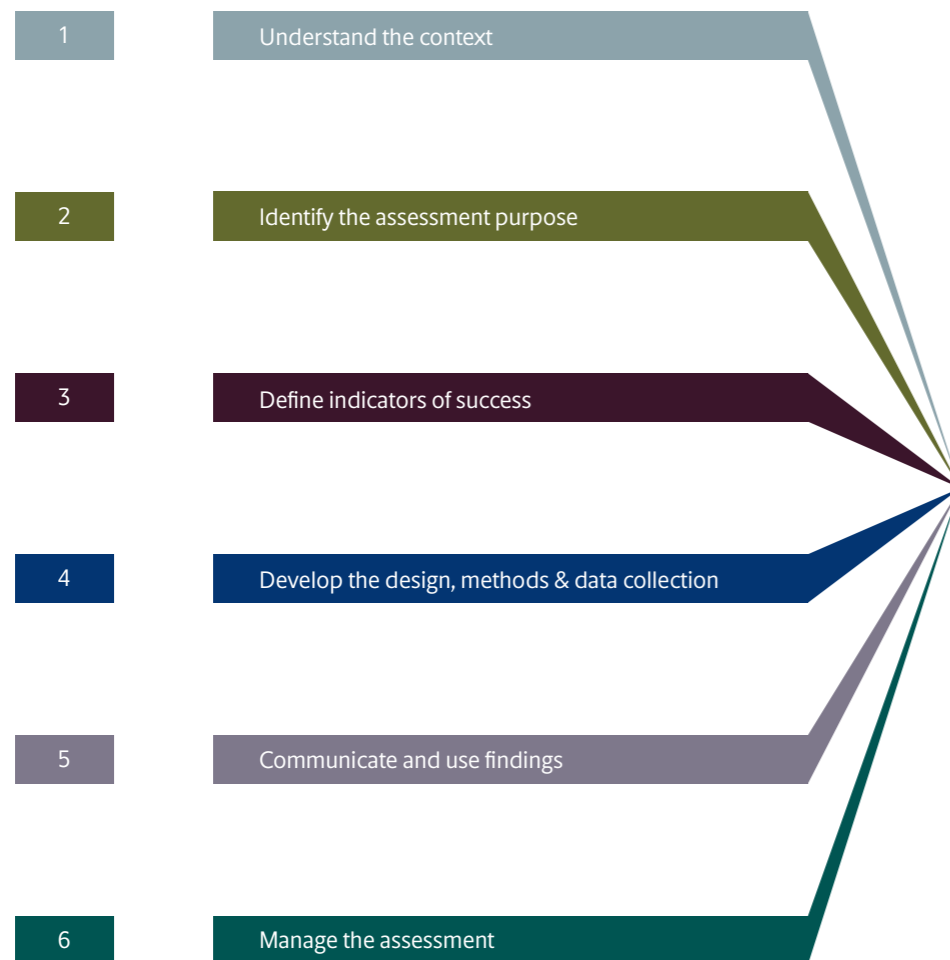 1
Understand the context
2
Identify the assessment purpose
3
Define indicators of success
4
Develop the design, methods & data collection
5
Communicate and use findings
6
Manage the assessment